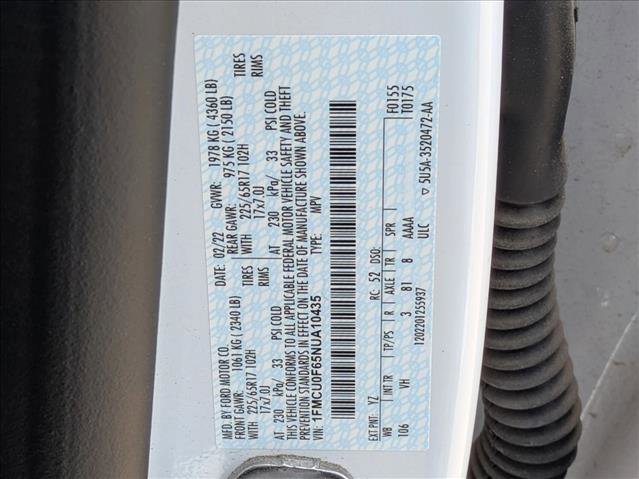 MFD. BY FORD MOTOR CO.
DATE: 02/22 GVWR: 1978 KG ( 4360 LB)
FRONT GAWR: 1061 KG ( 2340 LB) REAR GAWR: 975 KG ( 2150 LB)
WITH 225/65R17 102H TIRES WITH 225/65R17 102H TIRES
17x7.0J RIMS 17x7.0J RIMS
AT 230 kPa/ 33 PSI COLD AT 230 kPa/ 33 PSI COLD
THIS VEHICLE CONFORMS TO ALL APPLICABLE FEDERAL MOTOR VEHICLE SAFETY AND THEFT
PREVENTION STANDARDS IN EFFECT ON THE DATE OF MANUFACTURE SHOWN ABOVE.
VIN: 1FMCU0F65NUA10435 TYPE: MPV
F0155
T0175
EXT PNT: YZ RC: 52 DSO:
WB INT TR TP/PS R AXLE TR SPR
106 VH 3 81 8 AAAA
ULC
1202201255937
▽ 5U5A-3520472-AA